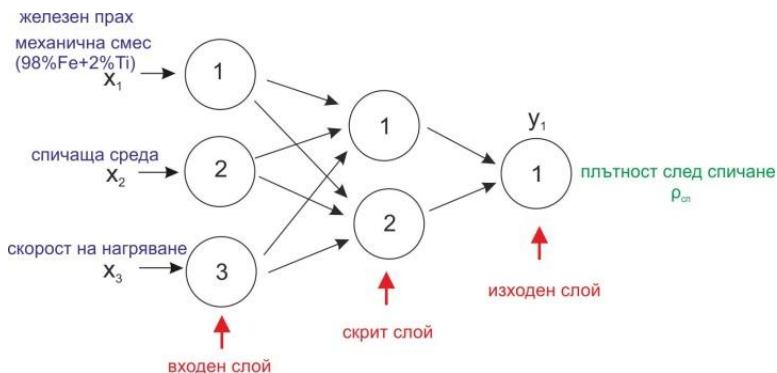 железен прах
механична смес
(98%Fe+2%Ti)
x₁
1
1
y₁
спичаща среда
x₂
2
1
плътност след спичане
ρсп
2
скорост на нагряване
x₃
3
изходен слой
скрит слой
входен слой